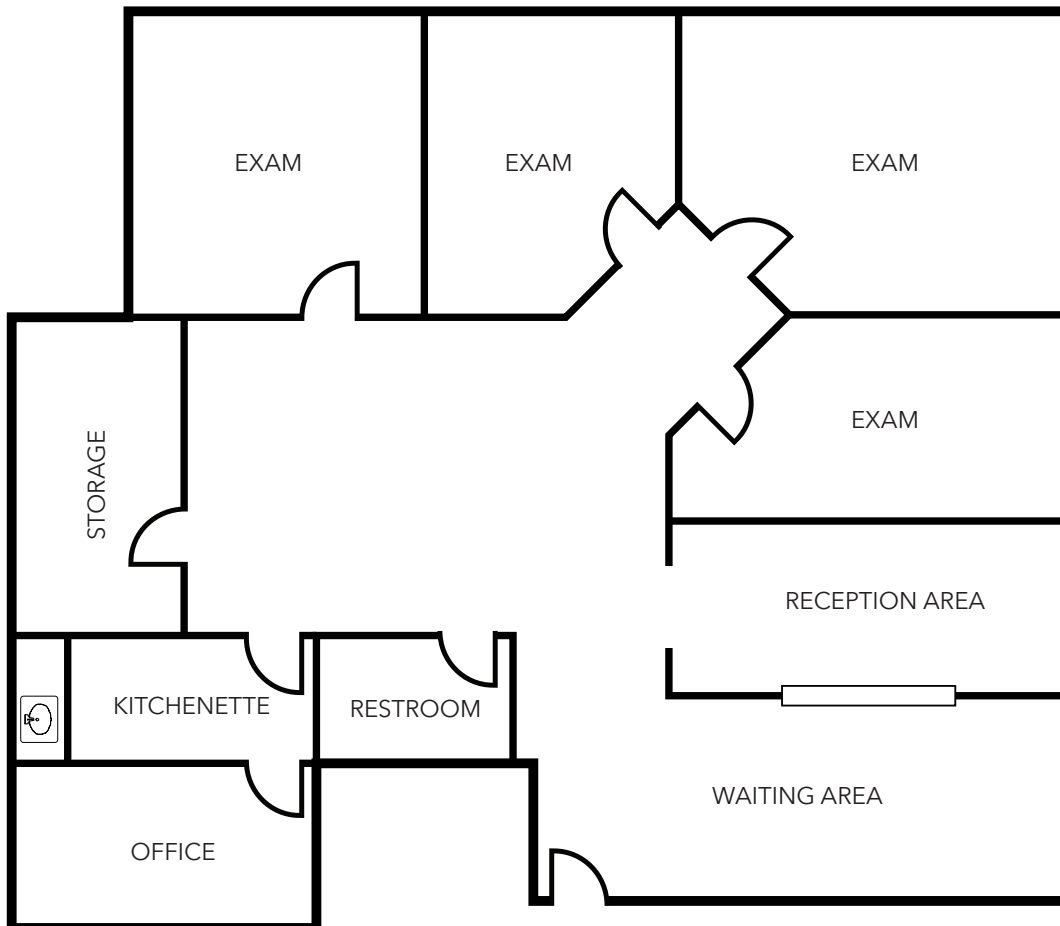 EXAM
EXAM
EXAM
EXAM
STORAGE
RECEPTION AREA
KITCHENETTE
RESTROOM
WAITING AREA
OFFICE